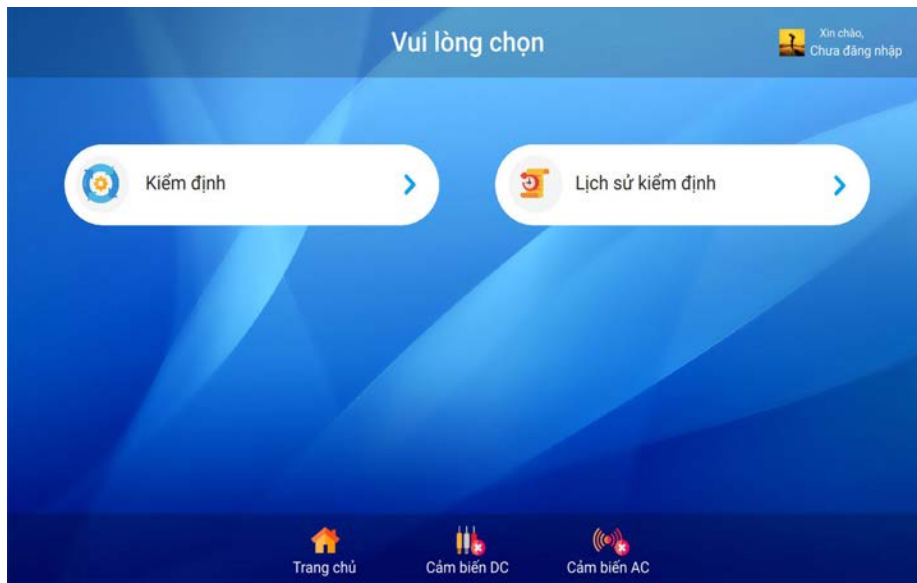 Vui lòng chọn
Xin chào,
Chưa đăng nhập
Kiểm định
Lịch sử kiểm định
Trang chủ
Cảm biến DC
Cảm biến AC